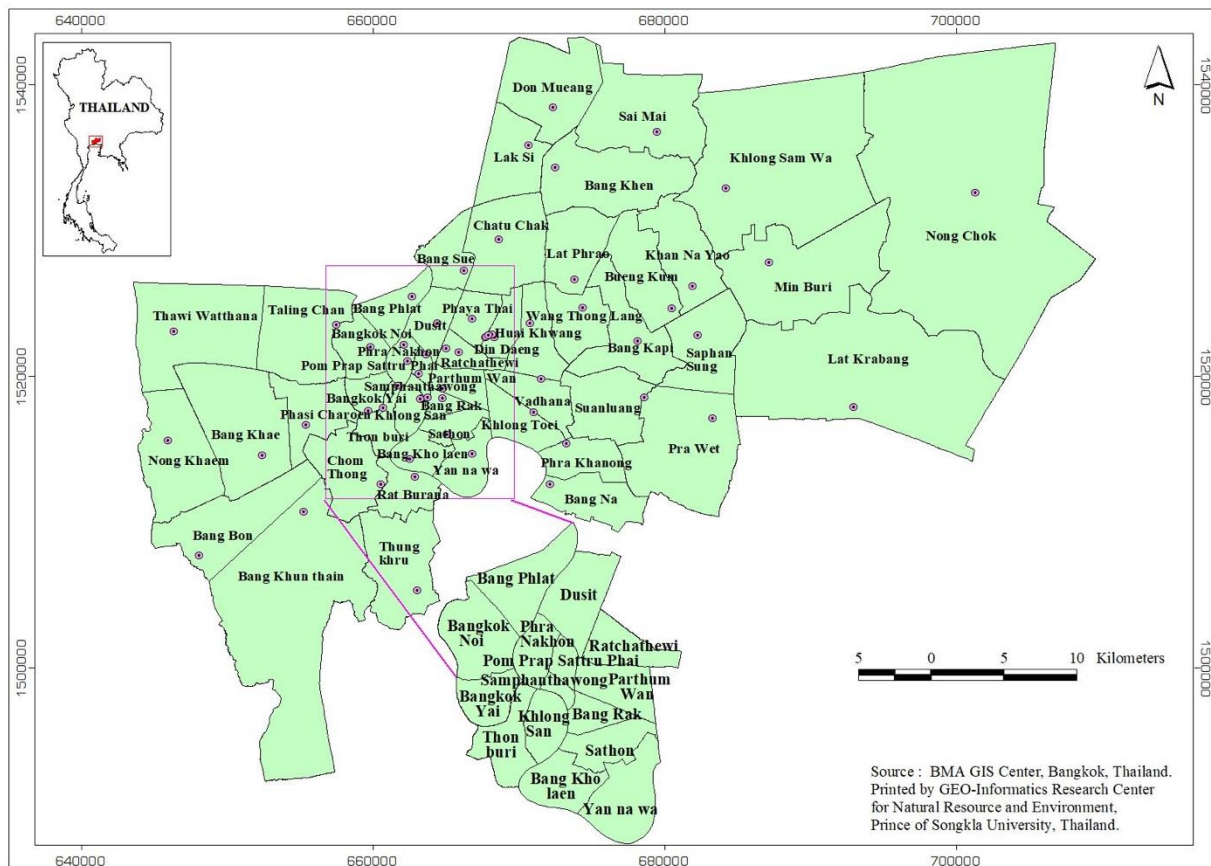 640000 660000 680000 700000
1540000
1520000
1500000
1540000
1520000
1500000
THAILAND
N
Don Mueang
Sai Mai
Lak Si
Bang Khen
Khlong Sam Wa
Nong Chok
Chatu Chak
Bang Sue
Lat Phrao
Khan Na Yao
Bueng Kum
Min Buri
Thawi Watthana
Taling Chan
Bang Phlat
Phaya Thai
Wang Thong Lang
Dusit
Huai Khwang
Bangkok Noi
Phra Nakhon
Din Daeng
Bang Kapi
Saphan
Sung
Lat Krabang
Pom Prap Sattru Phai
Ratchathewi
Samphanthawong
Parthum Wan
Bangkok Yai
Bang Rak
Vadhana
Suanluang
Phasi Charoen
Khlong San
Khlong Toei
Thon buri
Sathon
Bang Khae
Nong Khaem
Bang Kho laen
Pra Wet
Chom
Thong
Yan na wa
Phra Khanong
Rat Burana
Bang Na
Bang Bon
Thung
khru
Bang Khun thain
Bang Phlat
Dusit
Bangkok
Noi
Phra
Nakhon
Ratchathewi
Pom Prap Sattru Phai
Samphanthawong
Parthum
Wan
Bangkok
Yai
Khlong
San
Bang Rak
Thon
buri
Sathon
Bang Kho
laen
Yan na wa
5 0 5 10 Kilometers
Source : BMA GIS Center, Bangkok, Thailand.
Printed by GEO-Informatics Research Center
for Natural Resource and Environment,
Prince of Songkla University, Thailand.
640000 660000 680000 700000